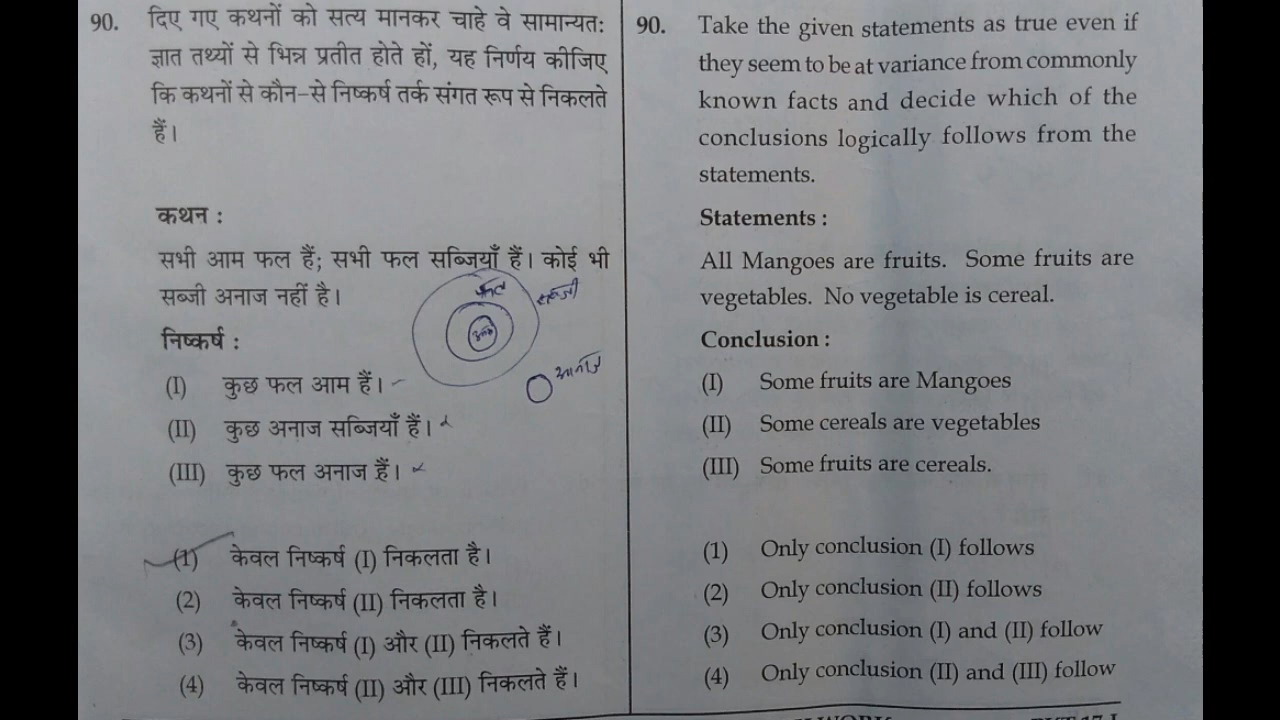 90. दिए गए कथनों को सत्य मानकर चाहे वे सामान्यत:
ज्ञात तथ्यों से भिन्न प्रतीत होते हों, यह निर्णय कीजिए
कि कथनों से कौन-से निष्कर्ष तर्क संगत रूप से निकलते
हैं।
कथन :
सभी आम फल हैं; सभी फल सब्जियाँ हैं। कोई भी
सब्जी अनाज नहीं है।
फल
सब्जी
आम
अनाज
निष्कर्ष :
(I) कुछ फल आम हैं।
(II) कुछ अनाज सब्जियाँ हैं।
(III) कुछ फल अनाज हैं।
(1) केवल निष्कर्ष (I) निकलता है।
(2) केवल निष्कर्ष (II) निकलता है।
(3) केवल निष्कर्ष (I) और (II) निकलते हैं।
(4) केवल निष्कर्ष (II) और (III) निकलते हैं।
90. Take the given statements as true even if
they seem to be at variance from commonly
known facts and decide which of the
conclusions logically follows from the
statements.
Statements :
All Mangoes are fruits. Some fruits are
vegetables. No vegetable is cereal.
Conclusion :
(I) Some fruits are Mangoes
(II) Some cereals are vegetables
(III) Some fruits are cereals.
(1) Only conclusion (I) follows
(2) Only conclusion (II) follows
(3) Only conclusion (I) and (II) follow
(4) Only conclusion (II) and (III) follow